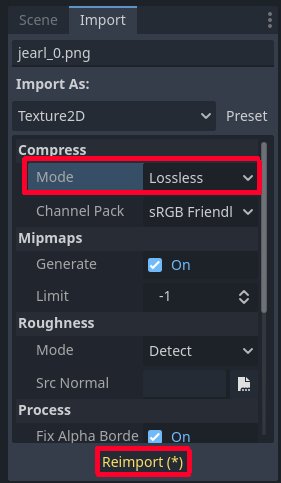 Scene Import
jearl_0.png
Import As:
Texture2D Preset
Compress
Mode Lossless
Channel Pack sRGB Friendl
Mipmaps
Generate On
Limit -1
Roughness
Mode Detect
Src Normal
Process
Fix Alpha Borde On
Reimport (*)